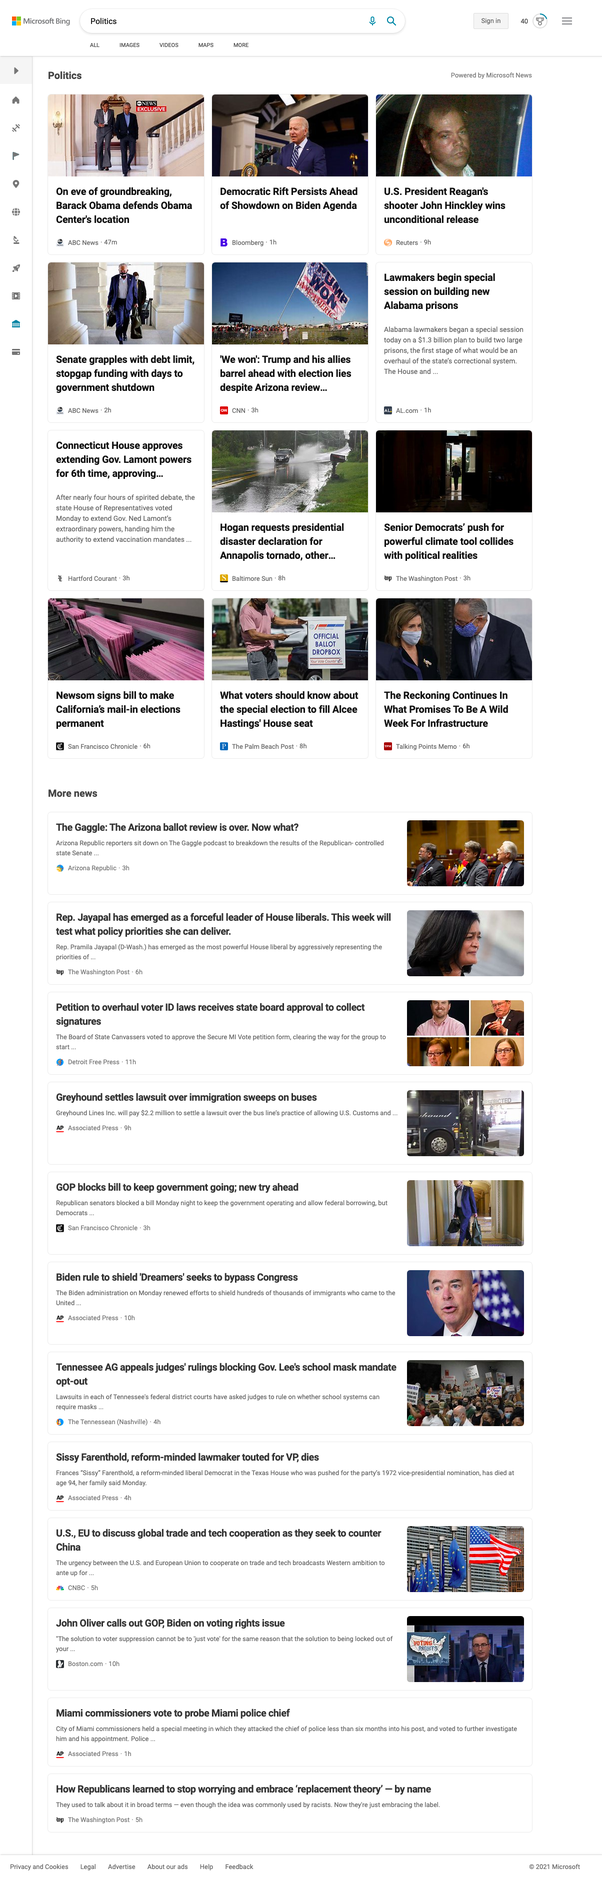 Microsoft Bing
Politics
Sign in
40
ALL
IMAGES
VIDEOS
MAPS
MORE
Politics
Powered by Microsoft News
NEWS
EXCLUSIVE
On eve of groundbreaking,
Barack Obama defends Obama
Center's location
ABC News · 47m
Democratic Rift Persists Ahead
of Showdown on Biden Agenda
Bloomberg · 1h
U.S. President Reagan's
shooter John Hinckley wins
unconditional release
Reuters · 9h
Senate grapples with debt limit,
stopgap funding with days to
government shutdown
ABC News · 2h
TRUMP
WON
'We won': Trump and his allies
barrel ahead with election lies
despite Arizona review…
CNN · 3h
Lawmakers begin special
session on building new
Alabama prisons
Alabama lawmakers began a special session
today on a $1.3 billion plan to build two large
prisons, the first stage of what would be an
overhaul of the state's correctional system.
The House and ...
AL.com · 1h
Connecticut House approves
extending Gov. Lamont powers
for 6th time, approving…
After nearly four hours of spirited debate, the
state House of Representatives voted
Monday to extend Gov. Ned Lamont's
extraordinary powers, handing him the
authority to extend vaccination mandates ...
Hartford Courant · 3h
Hogan requests presidential
disaster declaration for
Annapolis tornado, other…
Baltimore Sun · 8h
Senior Democrats' push for
powerful climate tool collides
with political realities
The Washington Post · 3h
Newsom signs bill to make
California's mail-in elections
permanent
San Francisco Chronicle · 6h
OFFICIAL
BALLOT
DROPBOX
What voters should know about
the special election to fill Alcee
Hastings' House seat
The Palm Beach Post · 8h
The Reckoning Continues In
What Promises To Be A Wild
Week For Infrastructure
Talking Points Memo · 6h
More news
The Gaggle: The Arizona ballot review is over. Now what?
Arizona Republic reporters sit down on The Gaggle podcast to breakdown the results of the Republican- controlled
state Senate ...
Arizona Republic · 3h
Rep. Jayapal has emerged as a forceful leader of House liberals. This week will
test what policy priorities she can deliver.
Rep. Pramila Jayapal (D-Wash.) has emerged as the most powerful House liberal by aggressively representing the
priorities of ...
The Washington Post · 6h
Petition to overhaul voter ID laws receives state board approval to collect
signatures
The Board of State Canvassers voted to approve the Secure MI Vote petition form, clearing the way for the group to
start ...
Detroit Free Press · 11h
Greyhound settles lawsuit over immigration sweeps on buses
Greyhound Lines Inc. will pay $2.2 million to settle a lawsuit over the bus line's practice of allowing U.S. Customs and ...
AP Associated Press · 9h
GOP blocks bill to keep government going; new try ahead
Republican senators blocked a bill Monday night to keep the government operating and allow federal borrowing, but
Democrats ...
San Francisco Chronicle · 3h
Biden rule to shield 'Dreamers' seeks to bypass Congress
The Biden administration on Monday renewed efforts to shield hundreds of thousands of immigrants who came to the
United ...
AP Associated Press · 10h
Tennessee AG appeals judges' rulings blocking Gov. Lee's school mask mandate
opt-out
Lawsuits in each of Tennessee's federal district courts have asked judges to rule on whether school systems can
require masks ...
The Tennessean (Nashville) · 4h
Sissy Farenthold, reform-minded lawmaker touted for VP, dies
Frances "Sissy" Farenthold, a reform-minded liberal Democrat in the Texas House who was pushed for the party's 1972 vice-presidential nomination, has died at
age 94, her family said Monday.
AP Associated Press · 4h
U.S., EU to discuss global trade and tech cooperation as they seek to counter
China
The urgency between the U.S. and European Union to cooperate on trade and tech broadcasts Western ambition to
ante up for ...
CNBC · 5h
John Oliver calls out GOP, Biden on voting rights issue
"The solution to voter suppression cannot be to 'just vote' for the same reason that the solution to being locked out of
your ...
Boston.com · 10h
VOTING
RIGHTS
Miami commissioners vote to probe Miami police chief
City of Miami commissioners held a special meeting in which they attacked the chief of police less than six months into his post, and voted to further investigate
him and his appointment. Police ...
AP Associated Press · 1h
How Republicans learned to stop worrying and embrace 'replacement theory' — by name
They used to talk about it in broad terms — even though the idea was commonly used by racists. Now they're just embracing the label.
The Washington Post · 5h
Privacy and Cookies
Legal
Advertise
About our ads
Help
Feedback
© 2021 Microsoft